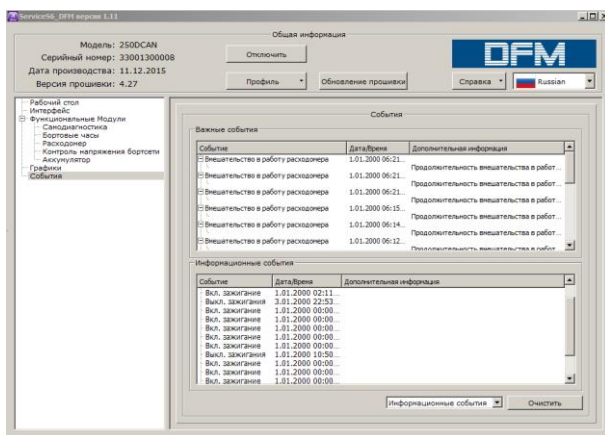 ServiceS6_DFM версия 1.11
Общая информация
Модель: 250DCAN
Серийный номер: 33001300008
Дата производства: 11.12.2015
Версия прошивки: 4.27
Отключить
Профиль
Обновление прошивки
DFM
Справка
Russian
Рабочий стол
Интерфейс
Функциональные Модули
Самодиагностика
Бортовые часы
Расходомер
Контроль напряжения бортсети
Аккумулятор
Графики
События
События
Важные события
Событие Дата/Время Дополнительная информация
Вмешательство в работу расходомера 1.01.2000 06:21...
Продолжительность вмешательства в работ...
Вмешательство в работу расходомера 1.01.2000 06:21...
Продолжительность вмешательства в работ...
Вмешательство в работу расходомера 1.01.2000 06:21...
Продолжительность вмешательства в работ...
Вмешательство в работу расходомера 1.01.2000 06:15...
Продолжительность вмешательства в работ...
Вмешательство в работу расходомера 1.01.2000 06:14...
Продолжительность вмешательства в работ...
Вмешательство в работу расходомера 1.01.2000 06:12...
Продолжительность вмешательства в работ...
Информационные события
Событие Дата/Время Дополнительная информация
Вкл. зажигание 1.01.2000 02:11...
Выкл. зажигания 3.01.2000 22:53...
Вкл. зажигание 1.01.2000 00:00...
Вкл. зажигание 1.01.2000 00:00...
Вкл. зажигание 1.01.2000 00:00...
Вкл. зажигание 1.01.2000 00:00...
Вкл. зажигание 1.01.2000 00:00...
Выкл. зажигания 1.01.2000 10:50...
Вкл. зажигание 1.01.2000 00:00...
Вкл. зажигание 1.01.2000 00:00...
Вкл. зажигание 1.01.2000 00:00...
Информационные события
Очистить